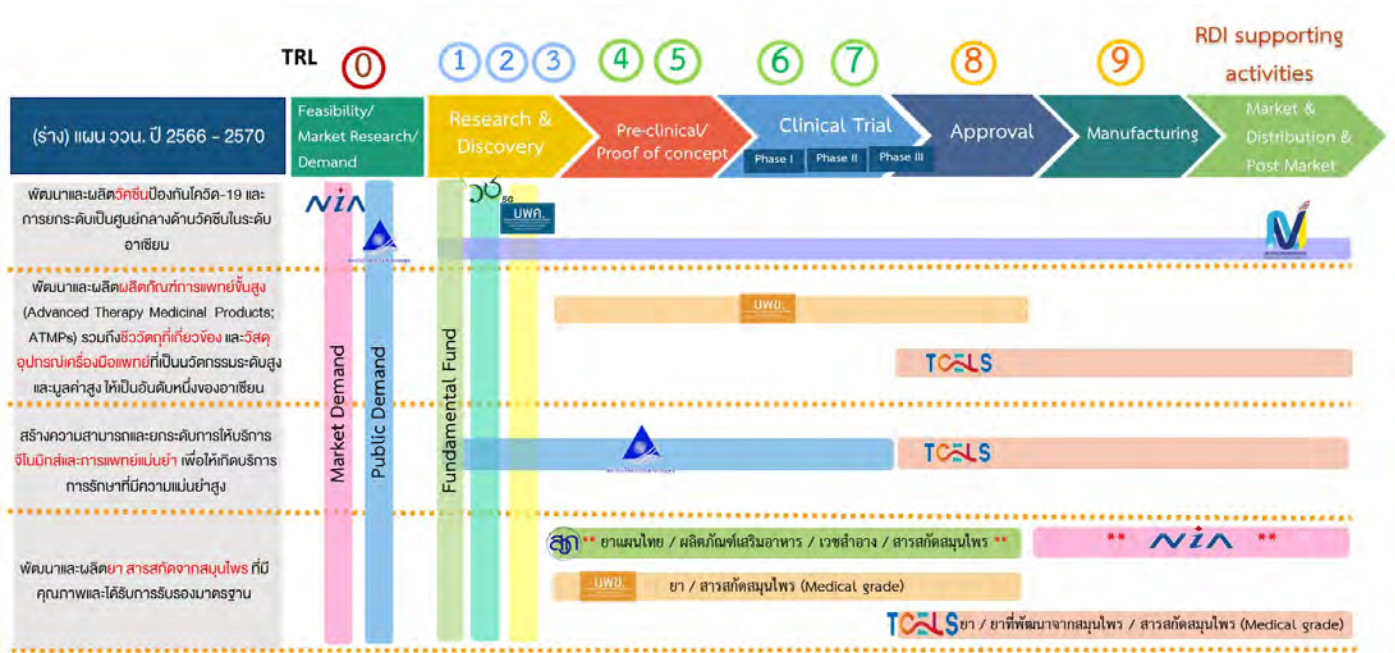 RDI supporting
activities
TRL
0
1
2
3
4
5
6
7
8
9
(ร่าง) แผน ววน. ปี 2566 - 2570
Feasibility/
Market Research/
Demand
Research &
Discovery
Pre-clinical/
Proof of concept
Clinical Trial
Phase I
Phase II
Phase III
Approval
Manufacturing
Market &
Distribution &
Post Market
พัฒนาและผลิตวัคซีนป้องกันโควิด-19 และ
การยกระดับเป็นศูนย์กลางด้านวัคซีนในระดับ
อาเซียน
NiA
วช
5G
บพค.
พัฒนาและผลิตผลิตภัณฑ์การแพทย์ขั้นสูง
(Advanced Therapy Medicinal Products;
ATMPs) รวมถึงชีววัตถุที่เกี่ยวข้อง และวัสดุ
อุปกรณ์เครื่องมือแพทย์ที่เป็นนวัตกรรมระดับสูง
และมูลค่าสูง ให้เป็นอันดับหนึ่งของอาเซียน
บพข.
TCELS
Market Demand
Public Demand
Fundamental Fund
สร้างความสามารถและยกระดับการให้บริการ
จีโนมิกส์และการแพทย์แม่นยำ เพื่อให้เกิดบริการ
การรักษาที่มีความแม่นยำสูง
TCELS
พัฒนาและผลิตยา สารสกัดจากสมุนไพร ที่มี
คุณภาพและได้รับการรับรองมาตรฐาน
สวก ** ยาแผนไทย / ผลิตภัณฑ์เสริมอาหาร / เวชสำอาง / สารสกัดสมุนไพร **
** NiA **
บพข. ยา / สารสกัดสมุนไพร (Medical grade)
TCELS ยา / ยาที่พัฒนาจากสมุนไพร / สารสกัดสมุนไพร (Medical grade)